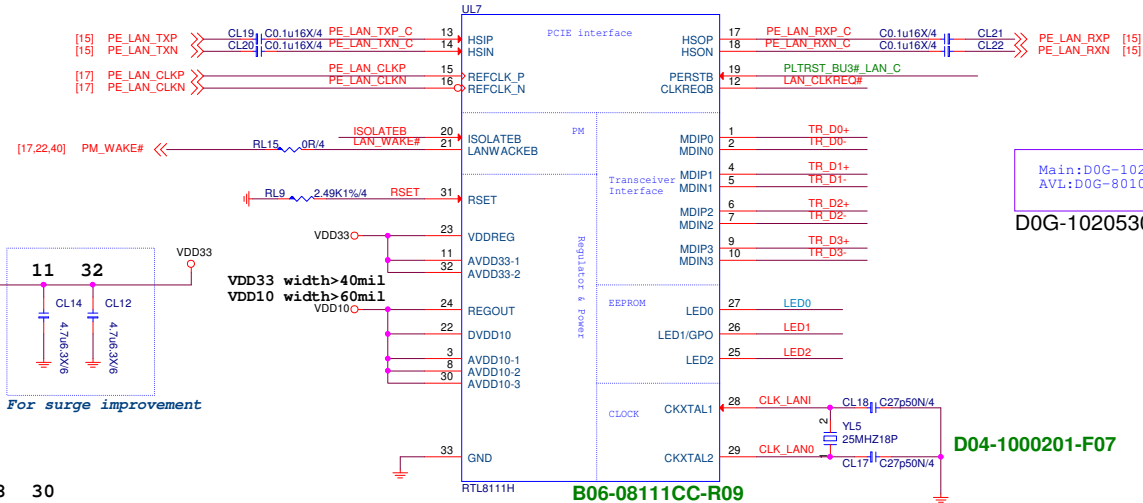 UL7
PCIE interface
[15] PE_LAN_TXP CL19 C0.1u16X/4 PE_LAN_TXP_C 13 HSIP
[15] PE_LAN_TXN CL20 C0.1u16X/4 PE_LAN_TXN_C 14 HSIN
HSOP 17 PE_LAN_RXP_C C0.1u16X/4 CL21 PE_LAN_RXP [15]
HSON 18 PE_LAN_RXN_C C0.1u16X/4 CL22 PE_LAN_RXN [15]
[17] PE_LAN_CLKP PE_LAN_CLKP 15 REFCLK_P
[17] PE_LAN_CLKN PE_LAN_CLKN 16 REFCLK_N
PERSTB 19 PLTRST_BU3#_LAN_C
CLKREQB 12 LAN_CLKREQ#
PM
ISOLATEB 20 ISOLATEB
[17,22,40] PM_WAKE# RL15 0R/4 LAN_WAKE# 21 LANWACKEB
Transceiver
Interface
MDIP0 1 TR_D0+
MDIN0 2 TR_D0-
MDIP1 4 TR_D1+
MDIN1 5 TR_D1-
MDIP2 6 TR_D2+
MDIN2 7 TR_D2-
MDIP3 9 TR_D3+
MDIN3 10 TR_D3-
Main:D0G-102
AVL:D0G-8010
D0G-1020530
RL9 2.49K1%/4 RSET 31 RSET
Regulator & Power
VDD33 23 VDDREG
11 AVDD33-1
32 AVDD33-2
VDD33 width>40mil
VDD10 width>60mil
VDD10 24 REGOUT
22 DVDD10
3 AVDD10-1
8 AVDD10-2
30 AVDD10-3
EEPROM
LED0 27 LED0
LED1/GPO 26 LED1
LED2 25 LED2
VDD33
11 32
CL14 CL12
4.7u6.3X/6 4.7u6.3X/6
For surge improvement
CLOCK
CKXTAL1 28 CLK_LANI CL18 C27p50N/4
2 YL5
25MHZ18P
1
CKXTAL2 29 CLK_LAN0 CL17 C27p50N/4
D04-1000201-F07
33 GND
RTL8111H
B06-08111CC-R09
30